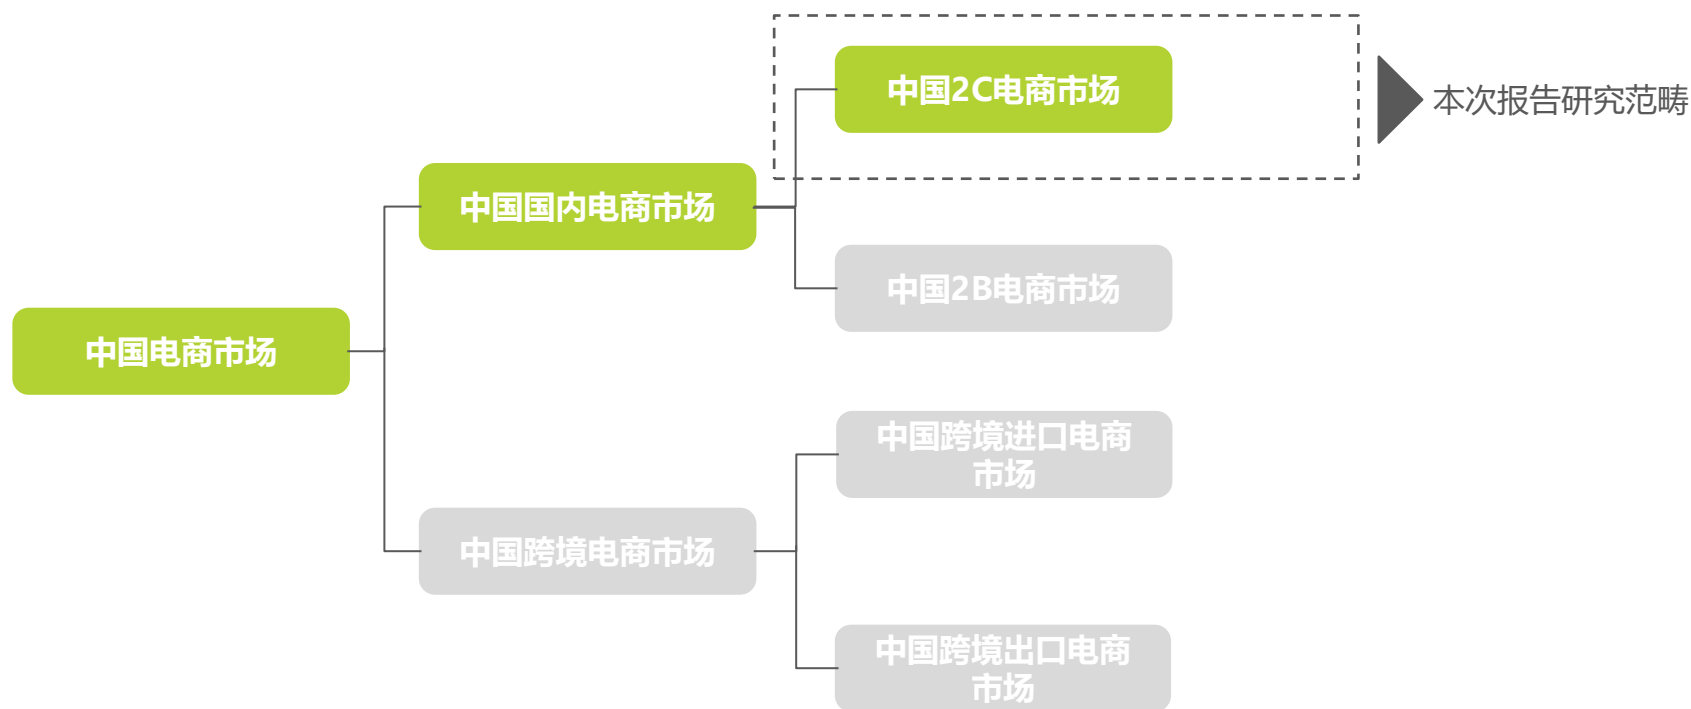 中国2C电商市场
本次报告研究范畴
中国国内电商市场
中国2B电商市场
中国电商市场
中国跨境进口电商
市场
中国跨境电商市场
中国跨境出口电商
市场